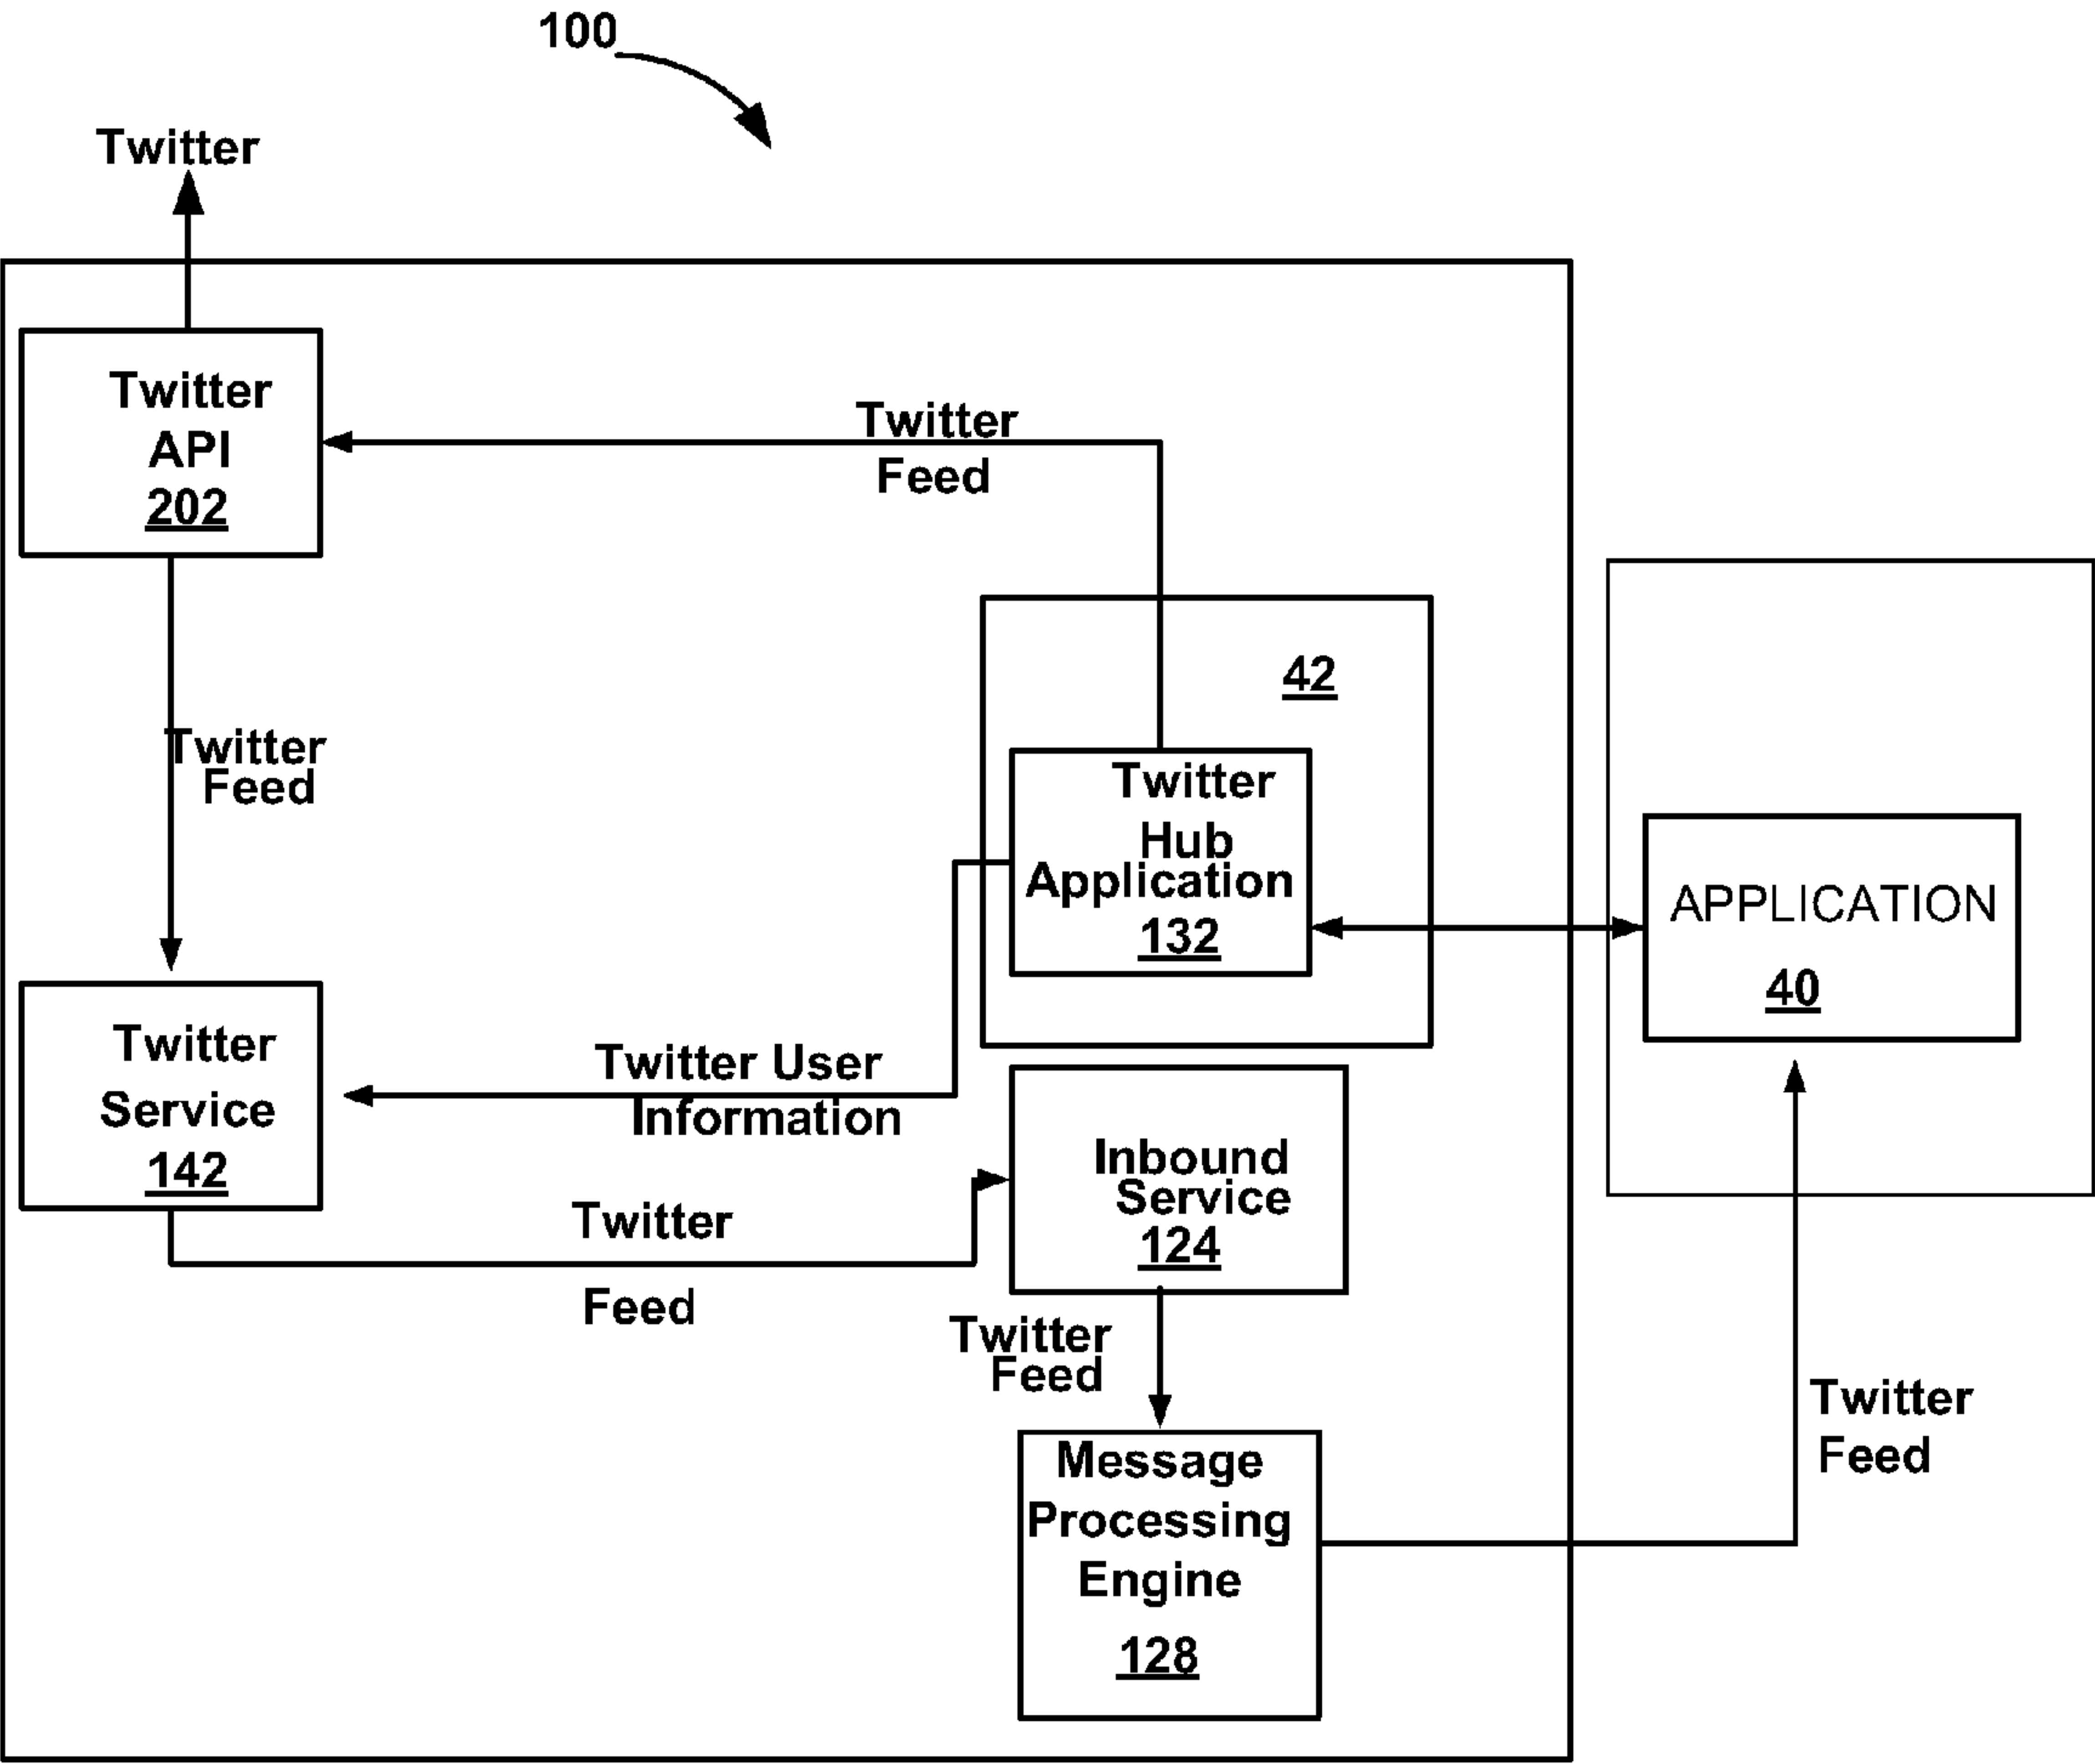 100
Twitter
Twitter
API
202
Twitter
Feed
42
Twitter
Feed
Twitter
Hub
Application
132
APPLICATION
40
Twitter
Service
142
Twitter User
Information
Inbound
Service
124
Twitter
Feed
Twitter
Feed
Twitter
Feed
Message
Processing
Engine
128